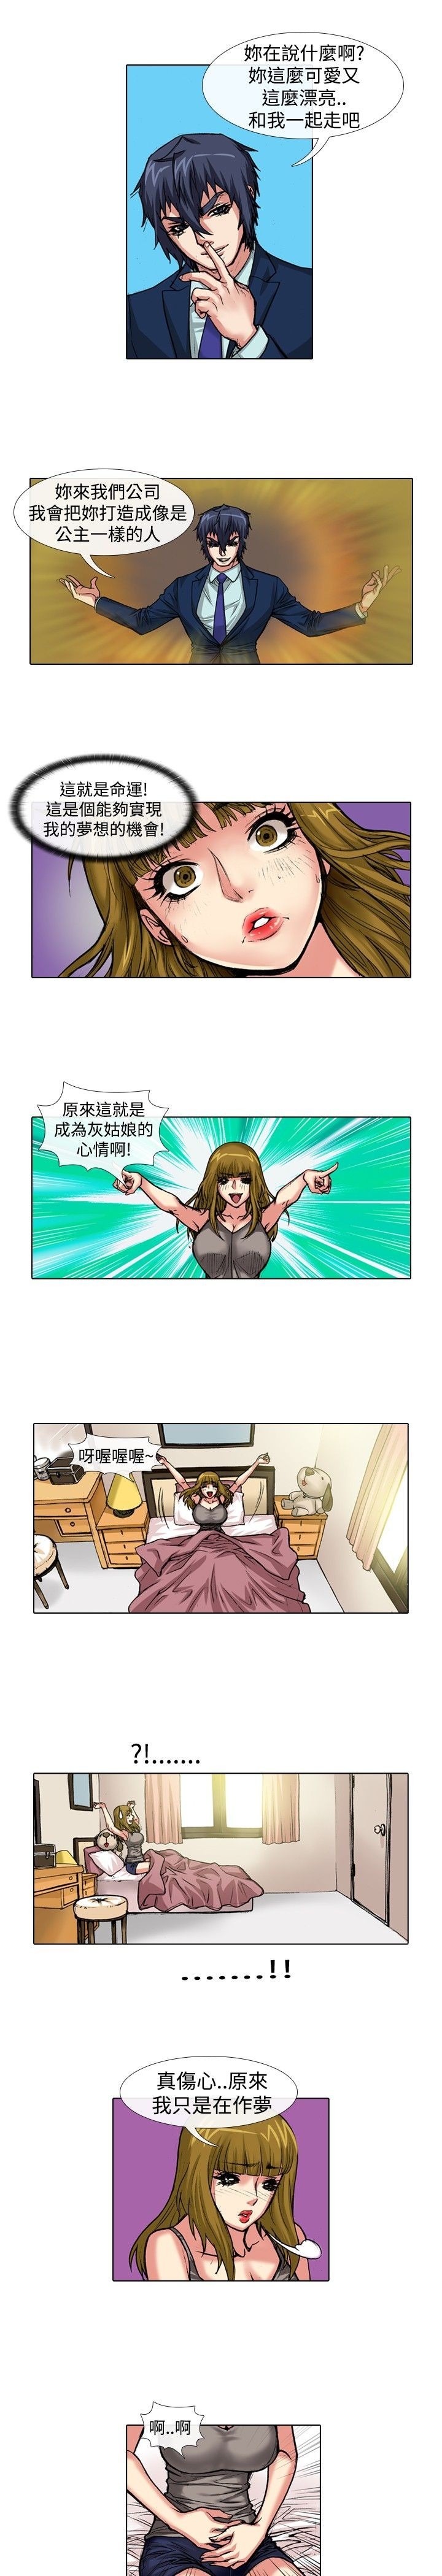 妳在說什麼啊?
妳這麼可愛又
這麼漂亮..
和我一起走吧
妳來我們公司
我會把妳打造成像是
公主一樣的人
這就是命運!
這是個能夠實現
我的夢想的機會!
原來這就是
成為灰姑娘的
心情啊!
呀喔喔喔~
?!.......
.......!!
真傷心..原來
我只是在作夢
啊..啊